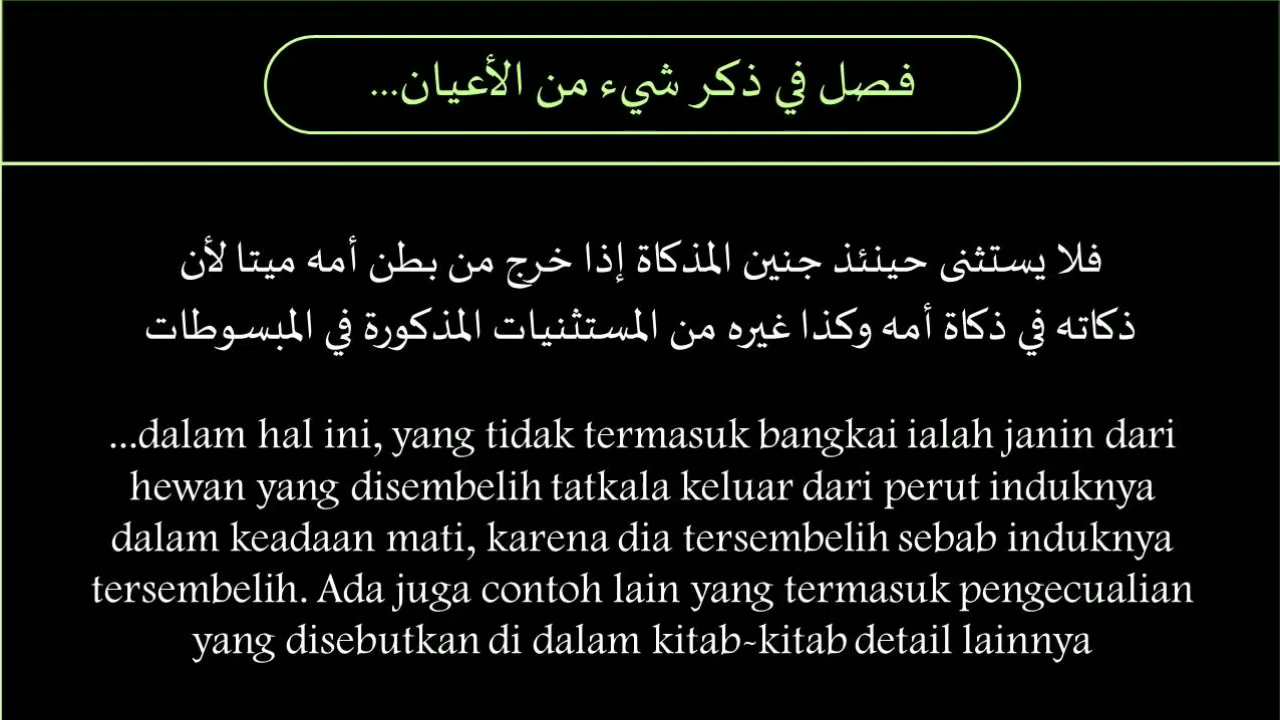 فصل في ذكر شيء من الأعيان...
فلا يستثنى حينئذ جنين المذكاة إذا خرج من بطن أمه ميتا لأن
ذكاته في ذكاة أمه وكذا غيره من المستثنيات المذكورة في المبسوطات
...dalam hal ini, yang tidak termasuk bangkai ialah janin dari
hewan yang disembelih tatkala keluar dari perut induknya
dalam keadaan mati, karena dia tersembelih sebab induknya
tersembelih. Ada juga contoh lain yang termasuk pengecualian
yang disebutkan di dalam kitab-kitab detail lainnya